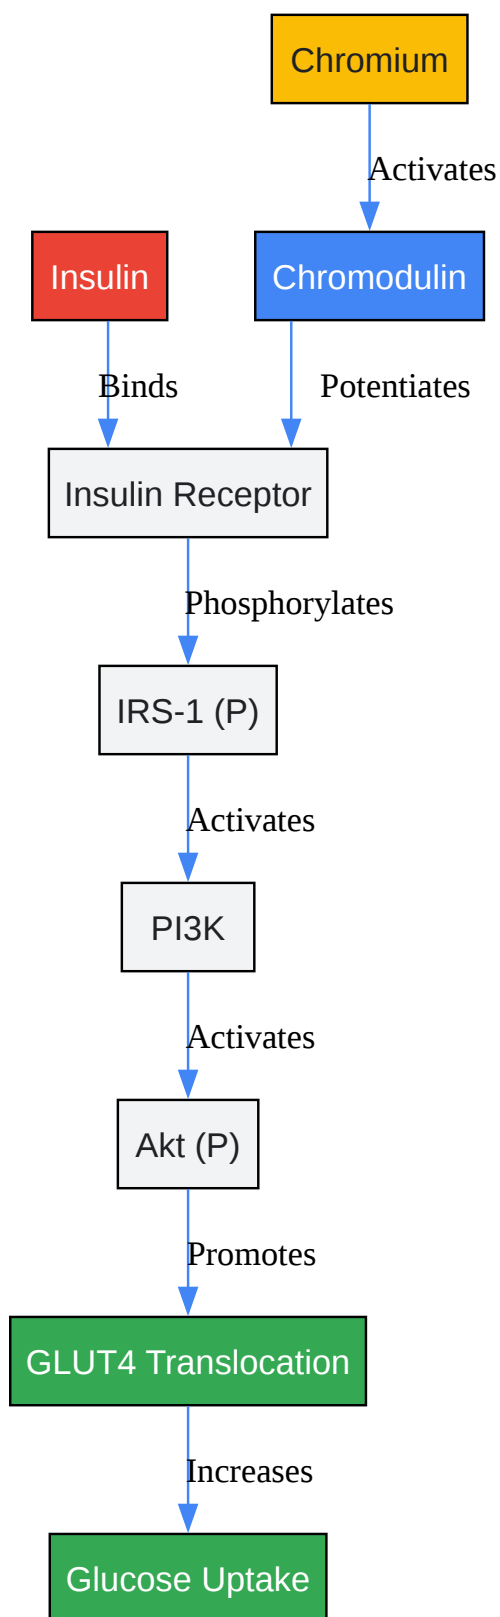 Chromium
Activates
Insulin
Chromodulin
Binds
Potentiates
Insulin Receptor
Phosphorylates
IRS-1 (P)
Activates
PI3K
Activates
Akt (P)
Promotes
GLUT4 Translocation
Increases
Glucose Uptake